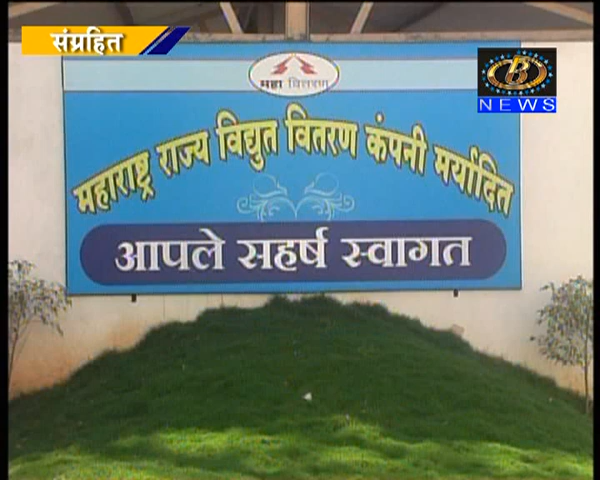 संग्रहित
B
NEWS
महा वितरण
महाराष्ट्र राज्य विद्युत वितरण कंपनी मर्यादित
आपले सहर्ष स्वागत